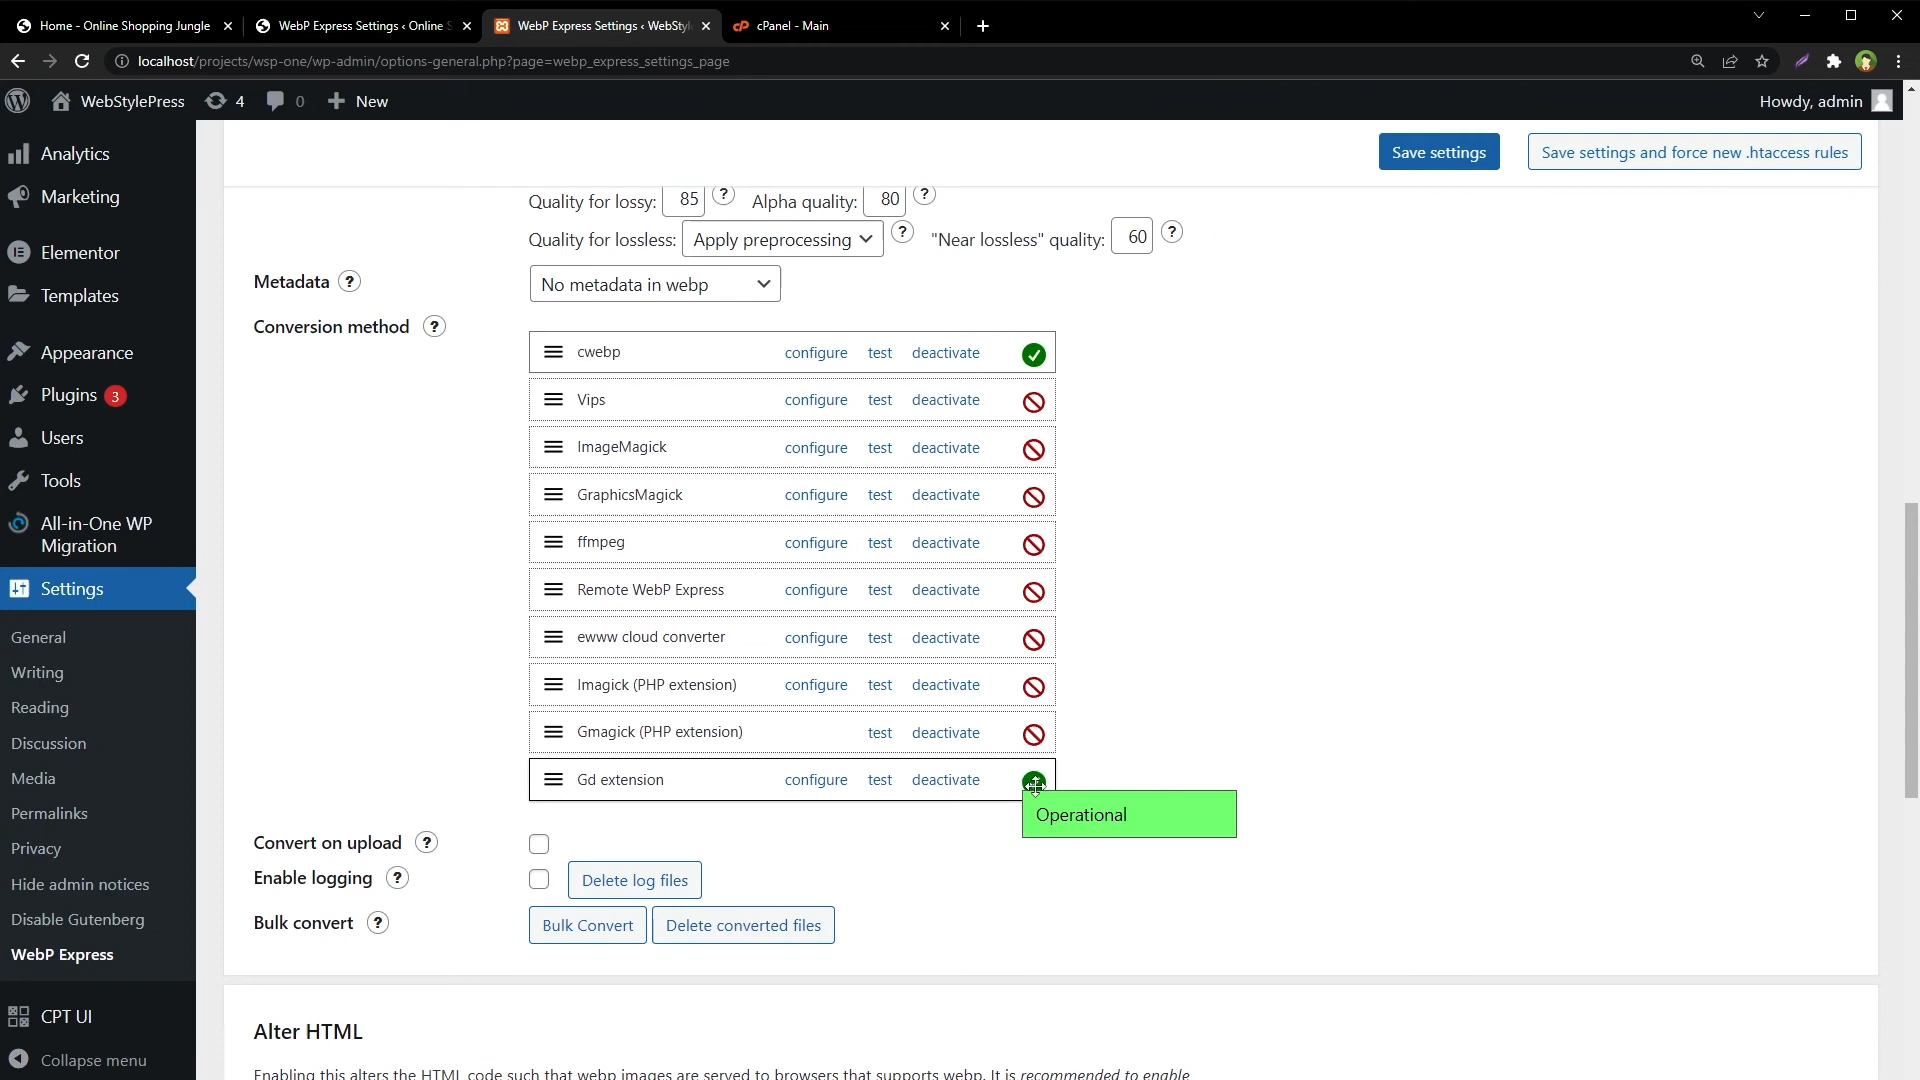 Home - Online Shopping Jungle
WebP Express Settings ‹ Online S
WebP Express Settings ‹ WebStyl
cPanel - Main
localhost/projects/wsp-one/wp-admin/options-general.php?page=webp_express_settings_page
WebStylePress 4 0 New Howdy, admin
Analytics
Marketing
Elementor
Templates
Appearance
Plugins 3
Users
Tools
All-in-One WP
Migration
Settings
General
Writing
Reading
Discussion
Media
Permalinks
Privacy
Hide admin notices
Disable Gutenberg
WebP Express
CPT UI
Collapse menu
Save settings Save settings and force new .htaccess rules
Quality for lossy: 85 ? Alpha quality: 80 ?
Quality for lossless: Apply preprocessing ? "Near lossless" quality: 60 ?
Metadata ? No metadata in webp
Conversion method ?
cwebp configure test deactivate
Vips configure test deactivate
ImageMagick configure test deactivate
GraphicsMagick configure test deactivate
ffmpeg configure test deactivate
Remote WebP Express configure test deactivate
ewww cloud converter configure test deactivate
Imagick (PHP extension) configure test deactivate
Gmagick (PHP extension) test deactivate
Gd extension configure test deactivate
Operational
Convert on upload ?
Enable logging ? Delete log files
Bulk convert ? Bulk Convert Delete converted files
Alter HTML
Enabling this alters the HTML code such that webp images are served to browsers that supports webp. It is recommended to enable